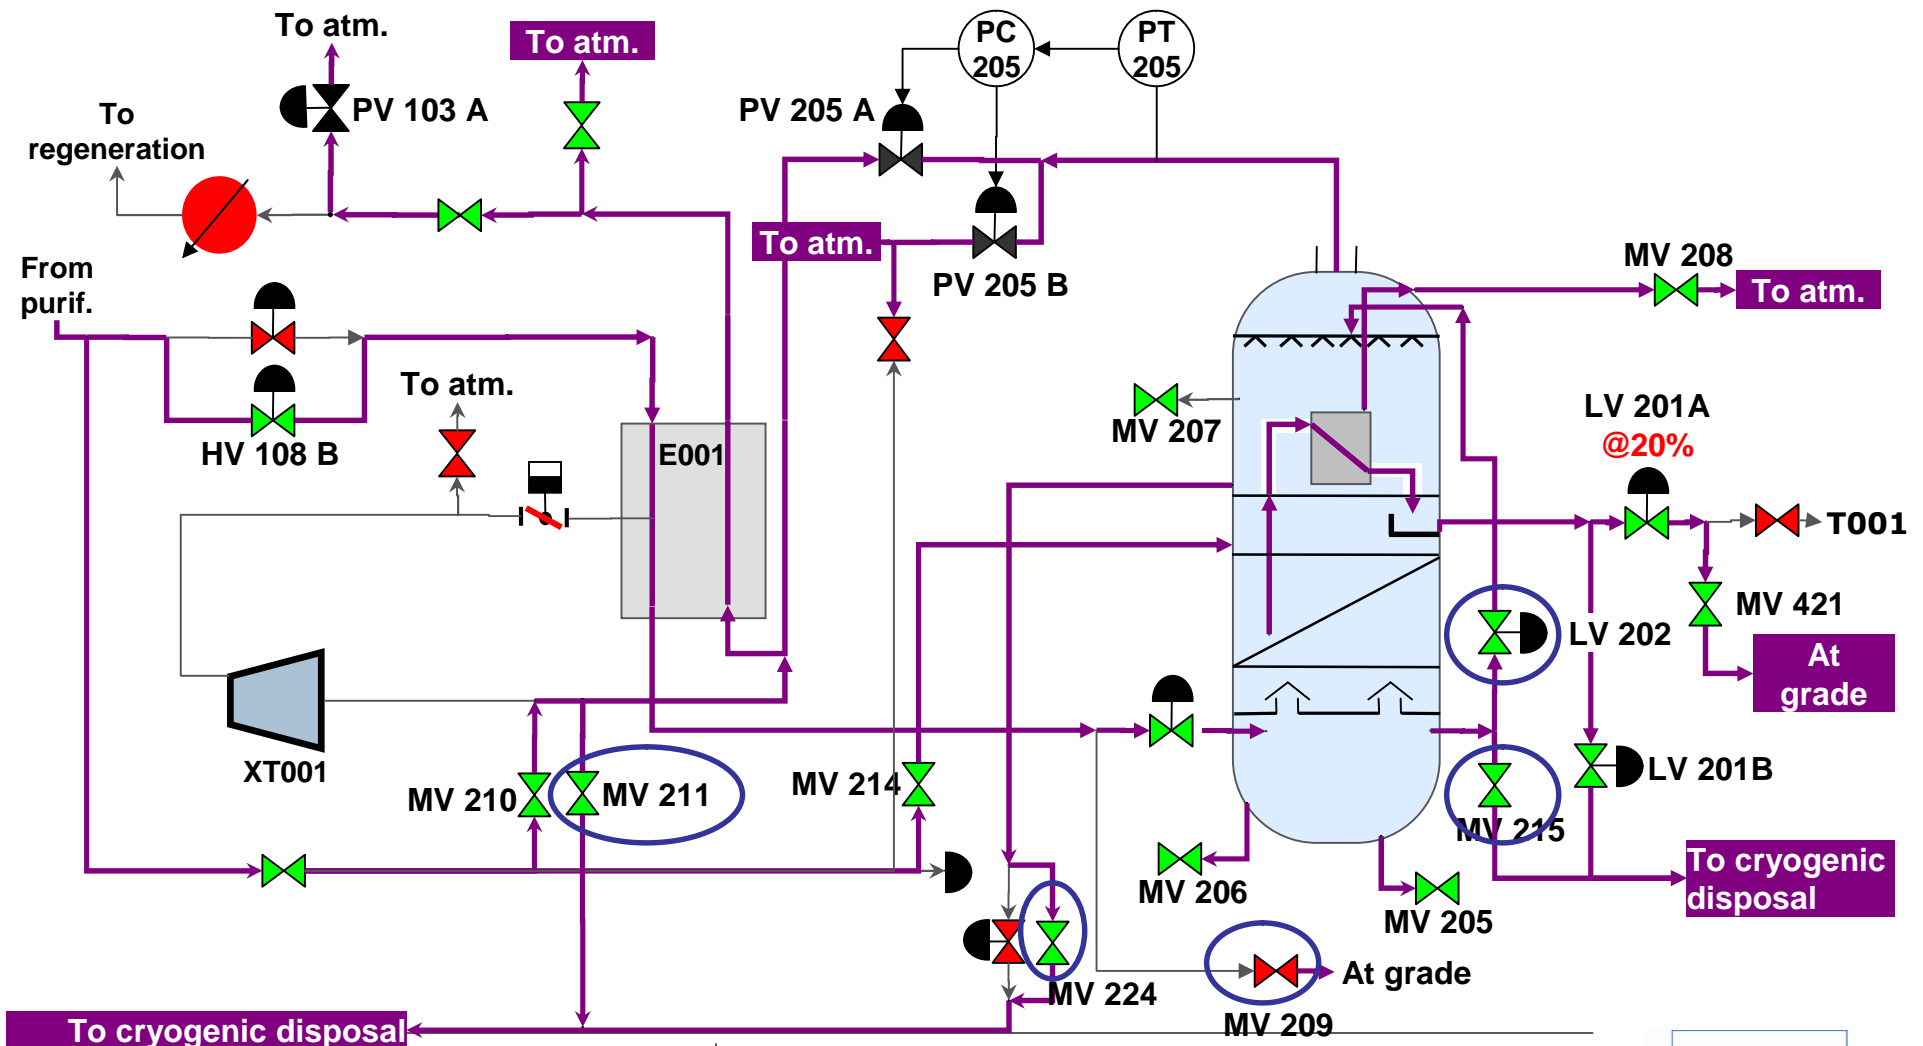 To atm.
To atm.
PC
205
PT
205
PV 103 A
PV 205 A
To
regeneration
To atm.
PV 205 B
MV 208
To atm.
From
purif.
HV 108 B
To atm.
E001
MV 207
LV 201A
@20%
T001
MV 421
LV 202
At
grade
XT001
MV 210
MV 211
MV 214
LV 201B
MV 215
MV 206
MV 205
To cryogenic
disposal
MV 224
At grade
MV 209
To cryogenic disposal